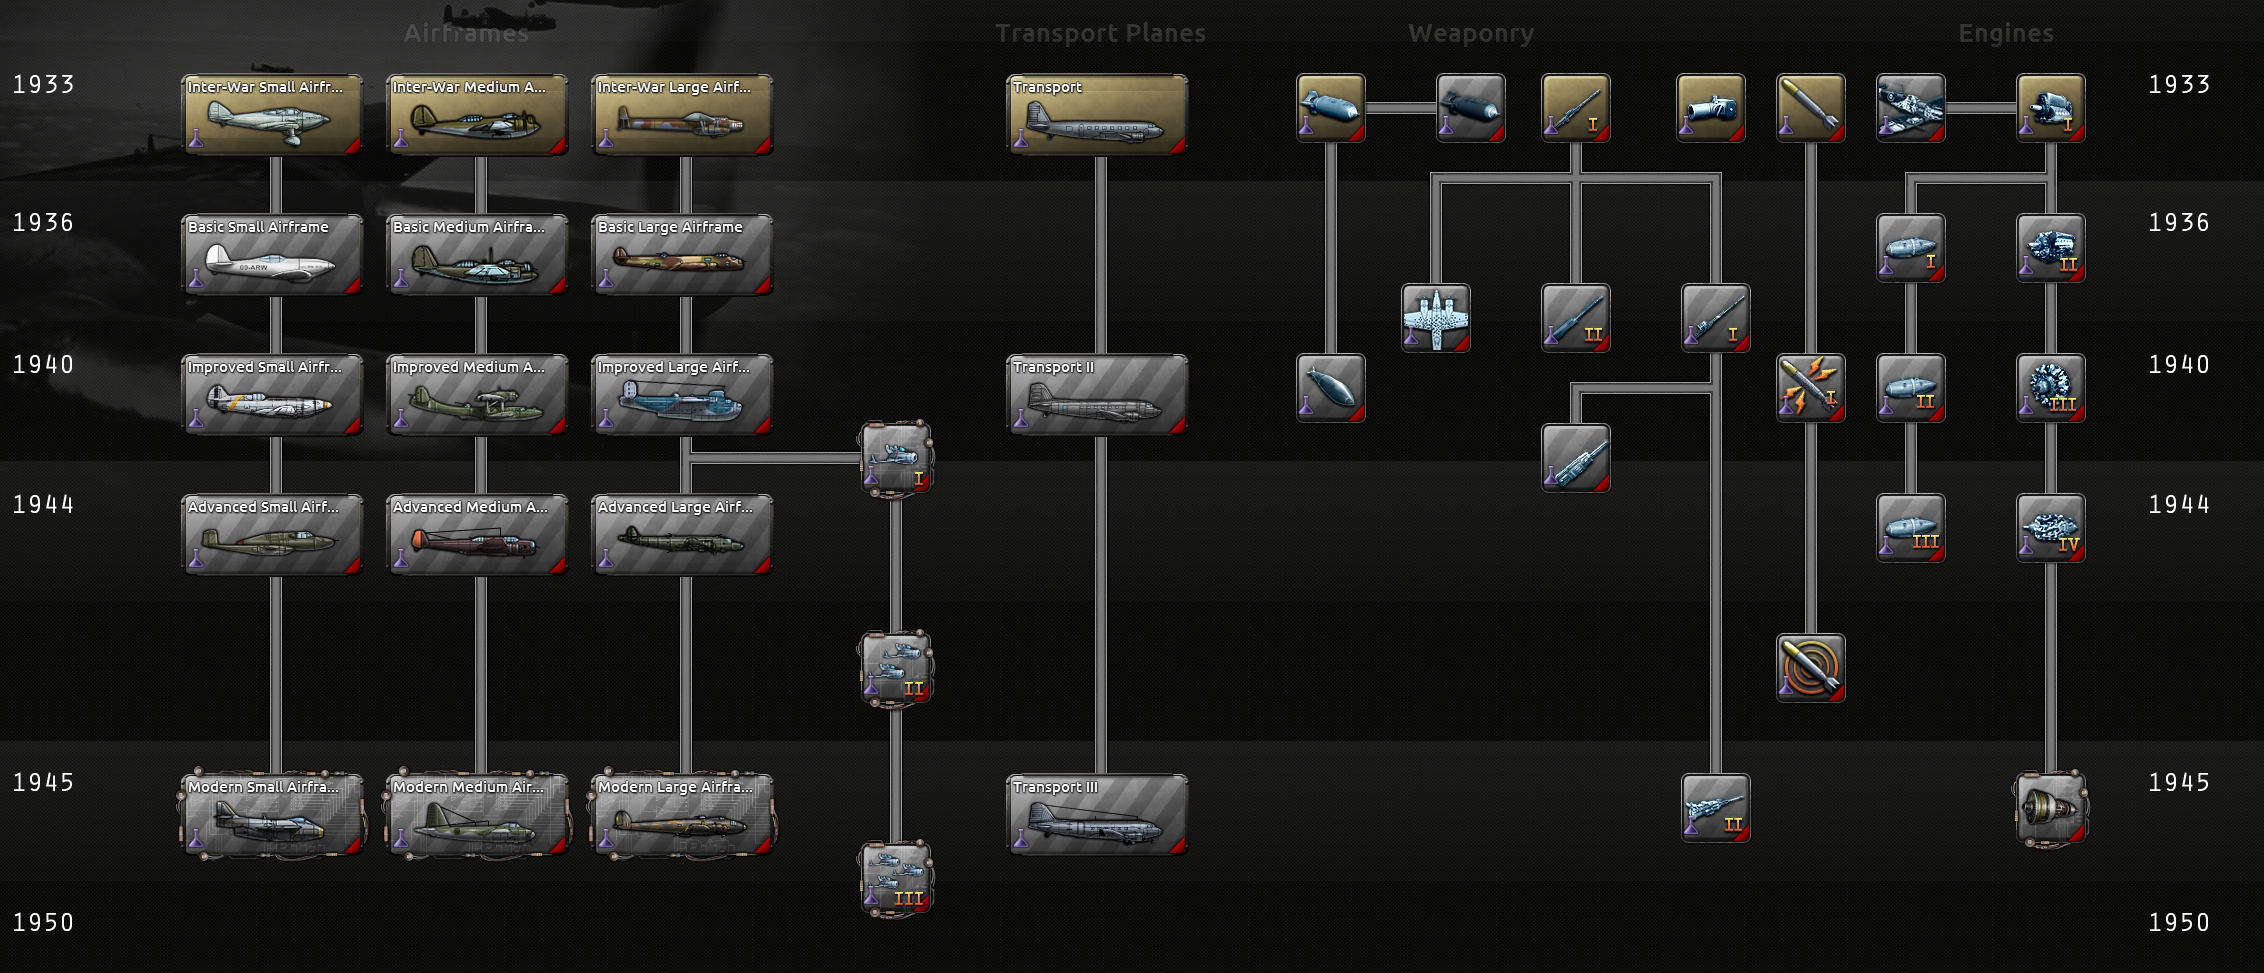 Airframes Transport Planes Weaponry Engines
1933 Inter-War Small Airfr... Inter-War Medium A... Inter-War Large Airf... Transport I I 1933
1936 Basic Small Airframe Basic Medium Airfra... Basic Large Airframe I II 1936
09-ARW
II I
1940 Improved Small Airfr... Improved Medium A... Improved Large Airf... Transport II I II III 1940
I
1944 Advanced Small Airf... Advanced Medium A... Advanced Large Airf... III IV 1944
II
1945 Modern Small Airfra... Modern Medium Air... Modern Large Airfra... Transport III II 1945
III
1950 1950